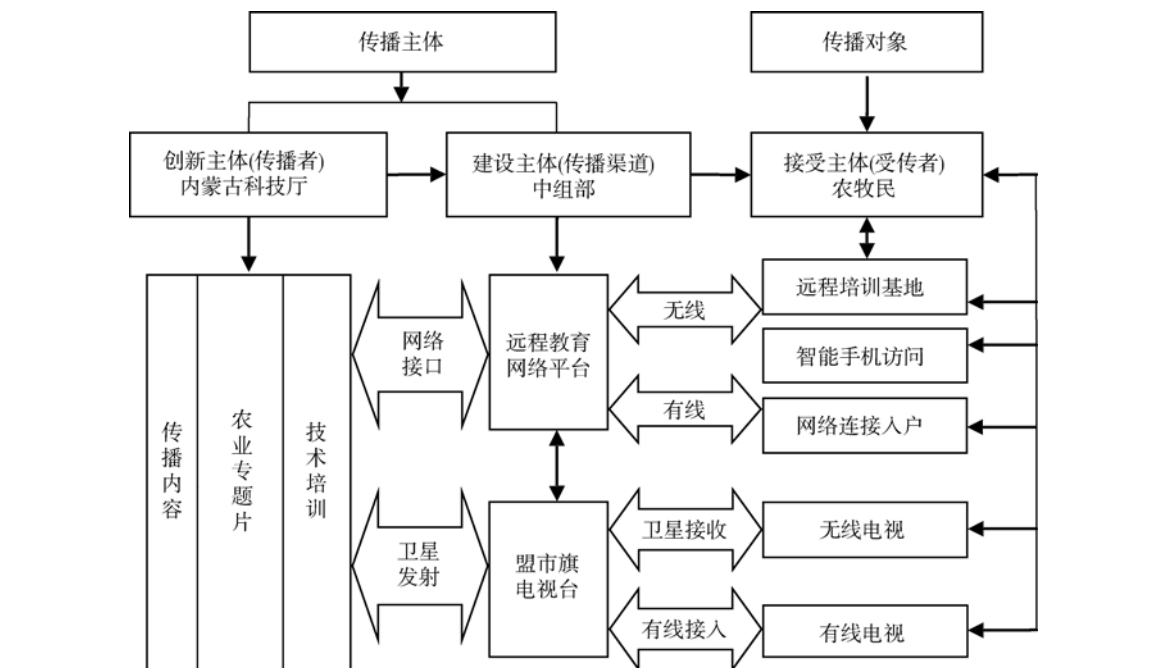 传播主体
传播对象
创新主体(传播者)
内蒙古科技厅
建设主体(传播渠道)
中组部
接受主体(受传者)
农牧民
传播内容
农业专题片
技术培训
网络
接口
远程教育
网络平台
无线
有线
远程培训基地
智能手机访问
网络连接入户
卫星
发射
盟市旗
电视台
卫星接收
有线接入
无线电视
有线电视